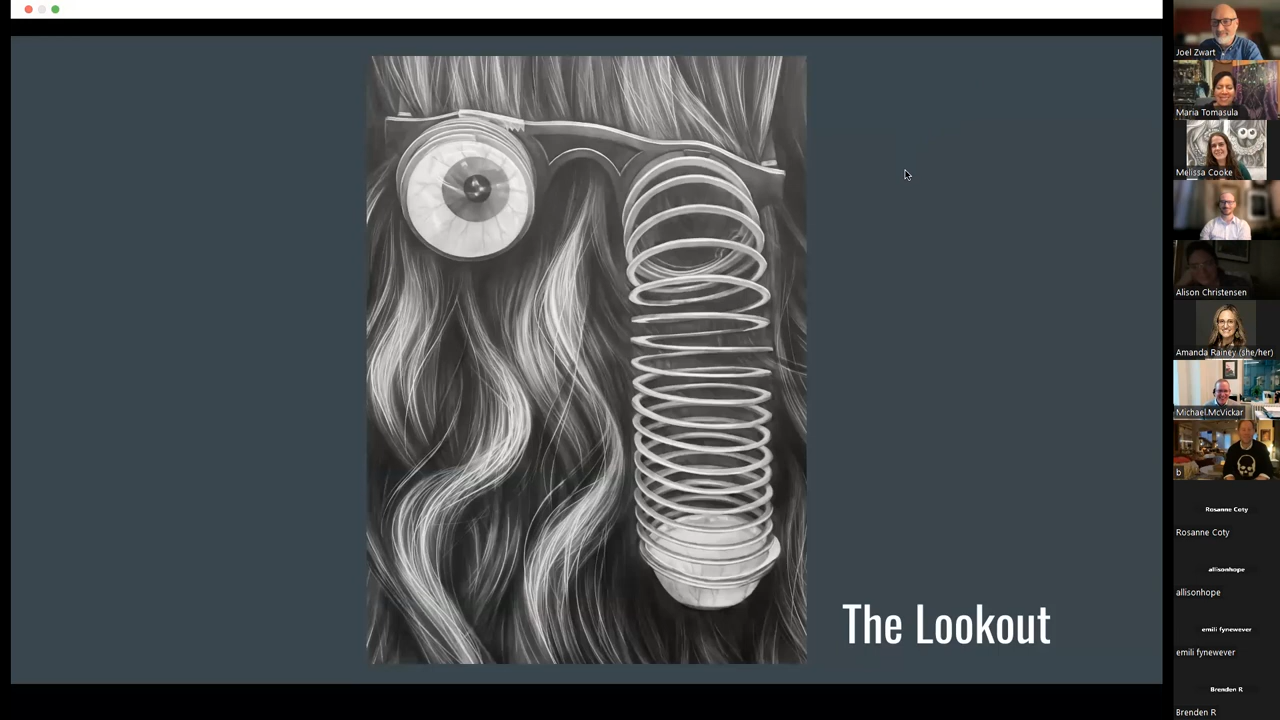 The Lookout
Joel Zwart
Maria Tomasula
Melissa Cooke
Alison Christensen
Amanda Rainey (she/her)
Michael.McVickar
b
Rosanne Coty
Rosanne Coty
allisonhope
allisonhope
emili fynewever
emili fynewever
Brenden R
Brenden R